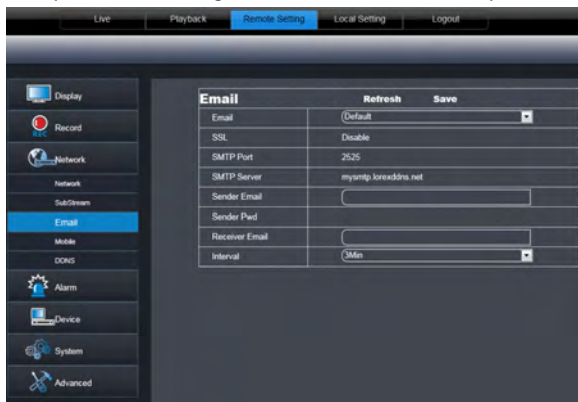 Live Playback Remote Setting Local Setting Logout
Display
Record
REC
Network
Network
SubStream
Email
Mobile
DDNS
Alarm
Device
System
Advanced
Email Refresh Save
Email (Default
SSL Disable
SMTP Port 2525
SMTP Server mysmtp.lorexddns.net
Sender Email
Sender Pwd
Receiver Email
Interval (3Min